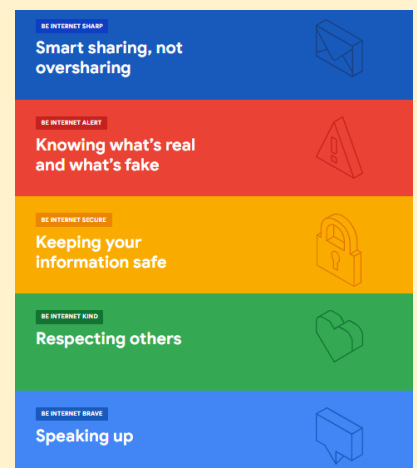 BE INTERNET SHARP
Smart sharing, not
oversharing
BE INTERNET ALERT
Knowing what's real
and what's fake
BE INTERNET SECURE
Keeping your
information safe
BE INTERNET KIND
Respecting others
BE INTERNET BRAVE
Speaking up